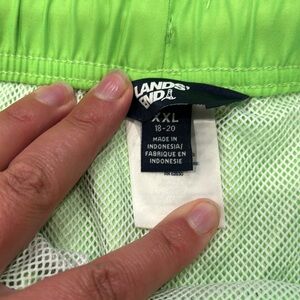 LANDS'
END
XXL
18-20
MADE IN
INDONESIA/
FABRIQUE EN
INDONESIE